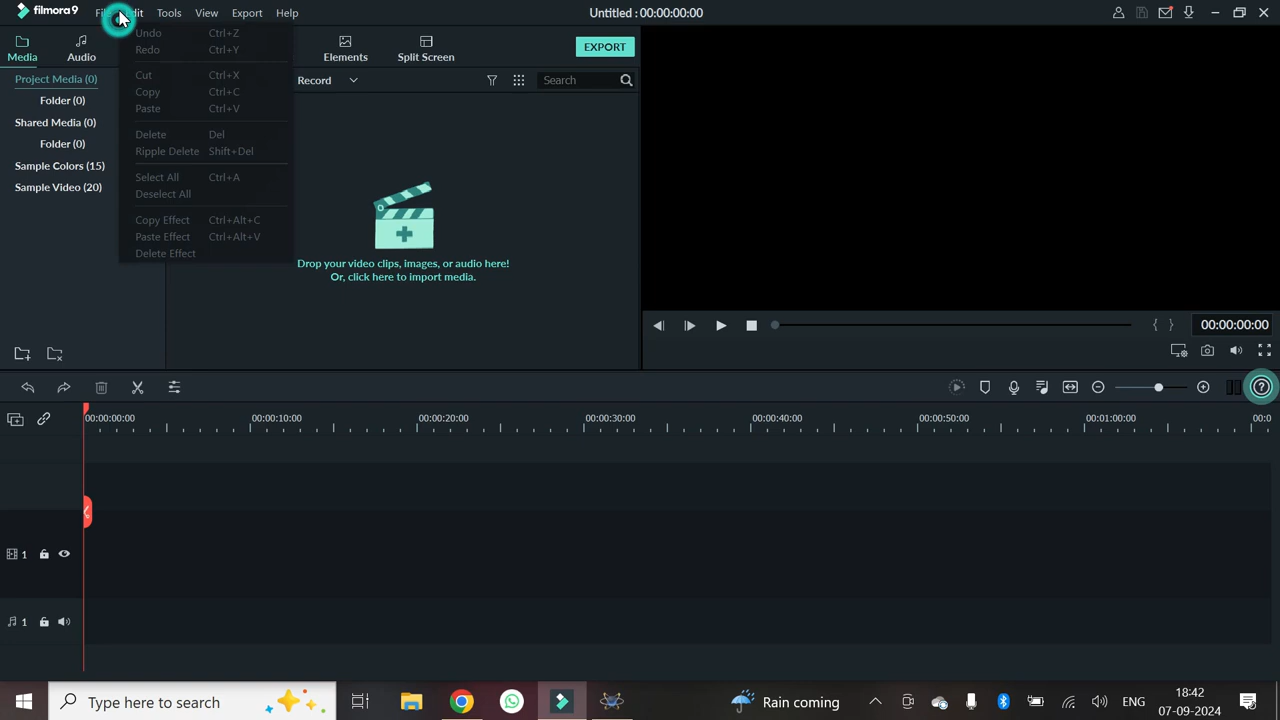 filmora 9
Edit Tools View Export Help
Untitled : 00:00:00:00
Undo Ctrl+Z
Redo Ctrl+Y
Cut Ctrl+X
Copy Ctrl+C
Paste Ctrl+V
Delete Del
Ripple Delete Shift+Del
Select All Ctrl+A
Deselect All
Copy Effect Ctrl+Alt+C
Paste Effect Ctrl+Alt+V
Delete Effect
Media Audio Elements Split Screen EXPORT
Project Media (0)
Folder (0)
Shared Media (0)
Folder (0)
Sample Colors (15)
Sample Video (20)
Record Search
Drop your video clips, images, or audio here!
Or, click here to import media.
00:00:00:00
00:00:00:00 00:00:10:00 00:00:20:00 00:00:30:00 00:00:40:00 00:00:50:00 00:01:00:00 00:0
1
1
Type here to search
Rain coming
ENG
18:42
07-09-2024